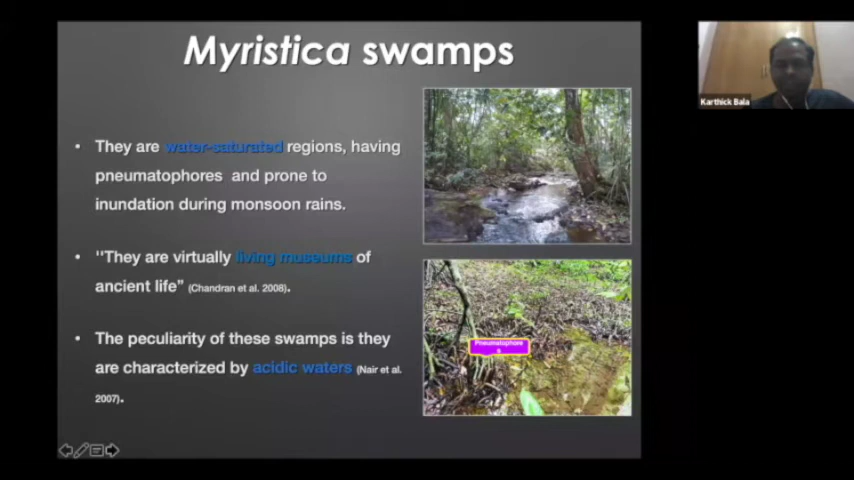 Myristica swamps
Karthick Bala
• They are water-saturated regions, having
pneumatophores and prone to
inundation during monsoon rains.
• ''They are virtually living museums of
ancient life” (Chandran et al. 2008).
Pneumatophore
s
• The peculiarity of these swamps is they
are characterized by acidic waters (Nair et al.
2007).